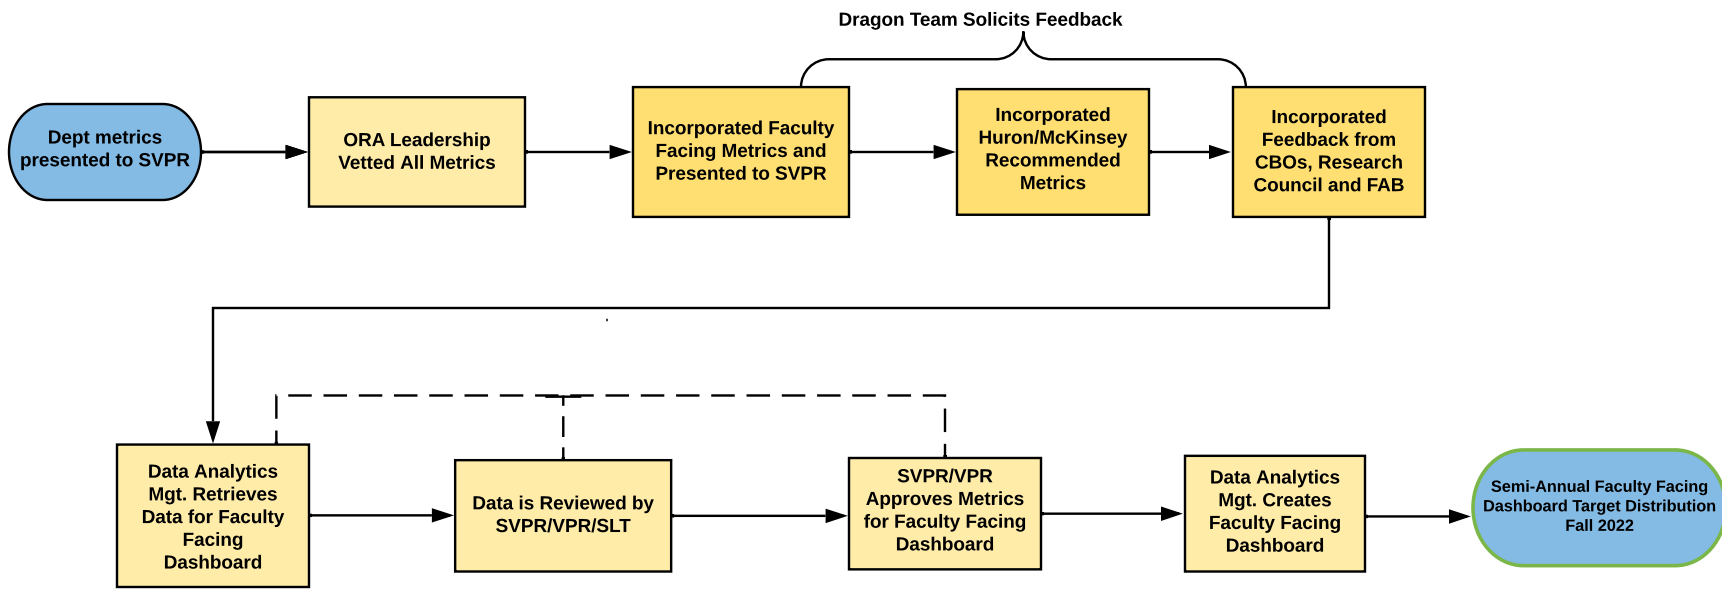 Dragon Team Solicits Feedback
Dept metrics
presented to SVPR
ORA Leadership
Vetted All Metrics
Incorporated Faculty
Facing Metrics and
Presented to SVPR
Incorporated
Huron/McKinsey
Recommended
Metrics
Incorporated
Feedback from
CBOs, Research
Council and FAB
Data Analytics
Mgt. Retrieves
Data for Faculty
Facing
Dashboard
Data is Reviewed by
SVPR/VPR/SLT
SVPR/VPR
Approves Metrics
for Faculty Facing
Dashboard
Data Analytics
Mgt. Creates
Faculty Facing
Dashboard
Semi-Annual Faculty Facing
Dashboard Target Distribution
Fall 2022